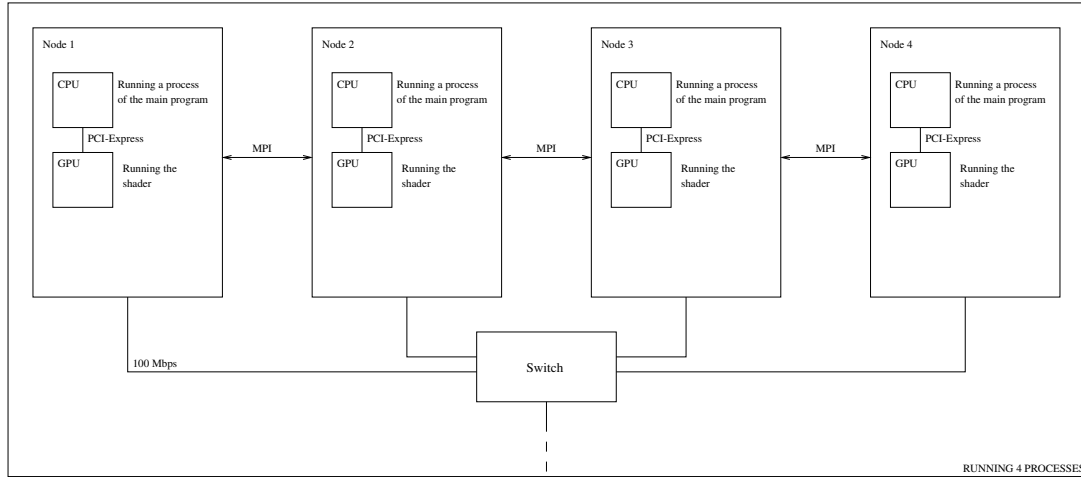 Node 1
CPU
Running a process
of the main program
PCI-Express
GPU
Running the
shader
MPI
Node 2
CPU
Running a process
of the main program
PCI-Express
GPU
Running the
shader
MPI
Node 3
CPU
Running a process
of the main program
PCI-Express
GPU
Running the
shader
MPI
Node 4
CPU
Running a process
of the main program
PCI-Express
GPU
Running the
shader
100 Mbps
Switch
RUNNING 4 PROCESSES